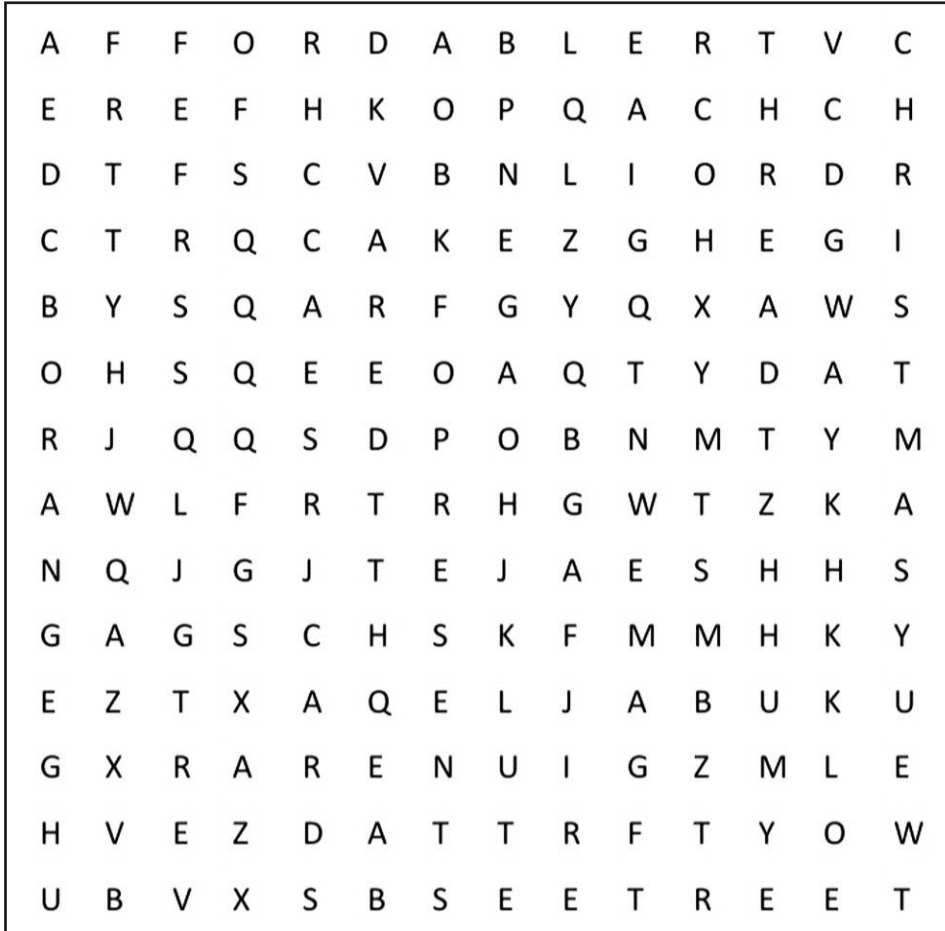 A F F O R D A B L E R T V C
E R E F H K O P Q A C H C H
D T F S C V B N L I O R D R
C T R Q C A K E Z G H E G I
B Y S Q A R F G Y Q X A W S
O H S Q E E O A Q T Y D A T
R J Q Q S D P O B N M T Y M
A W L F R T R H G W T Z K A
N Q J G J T E J A E S H H S
G A G S C H S K F M M H K Y
E Z T X A Q E L J A B U K U
G X R A R E N U I G Z M L E
H V E Z D A T T R F T Y O W
U B V X S B S E E T R E E T